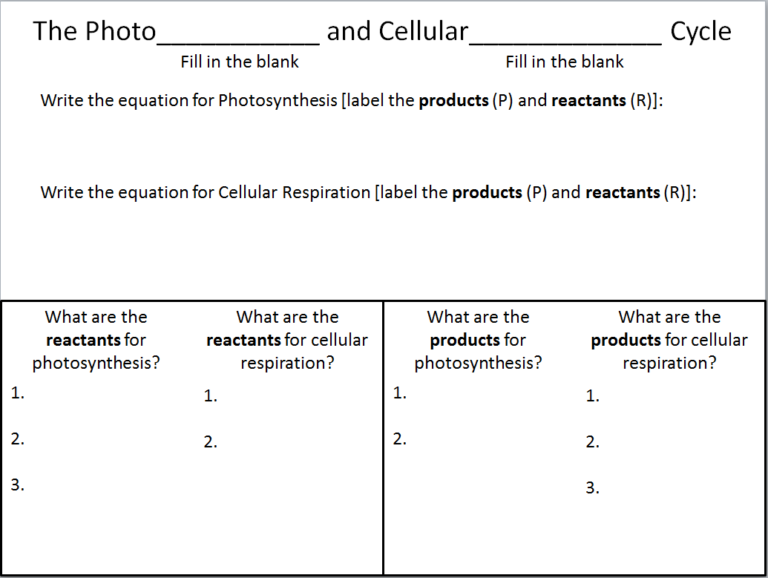 The Photo____________ and Cellular______________ Cycle
Fill in the blank Fill in the blank
Write the equation for Photosynthesis [label the products (P) and reactants (R)]:
Write the equation for Cellular Respiration [label the products (P) and reactants (R)]:
What are the
reactants for
photosynthesis?
1.
2.
3.
What are the
reactants for cellular
respiration?
1.
2.
What are the
products for
photosynthesis?
1.
2.
What are the
products for cellular
respiration?
1.
2.
3.